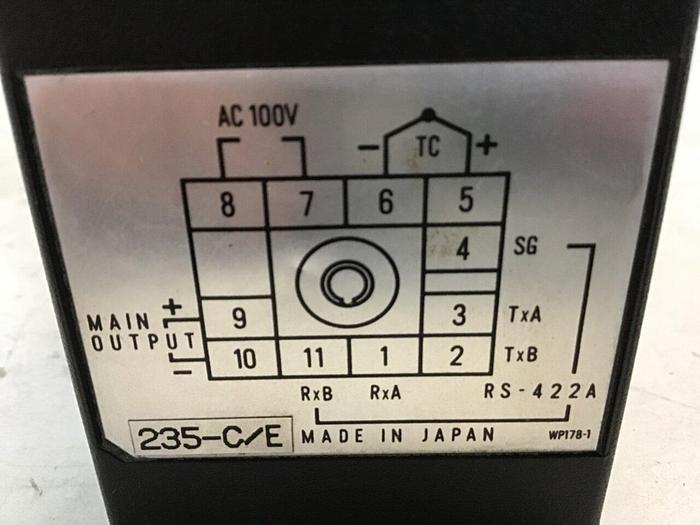 AC 100V
- TC +
8 7 6 5
4 SG
+
MAIN 9 3 TxA
OUTPUT 10 11 1 2 TxB
-
RxB RxA RS-422A
235-C/E MADE IN JAPAN WP178-1